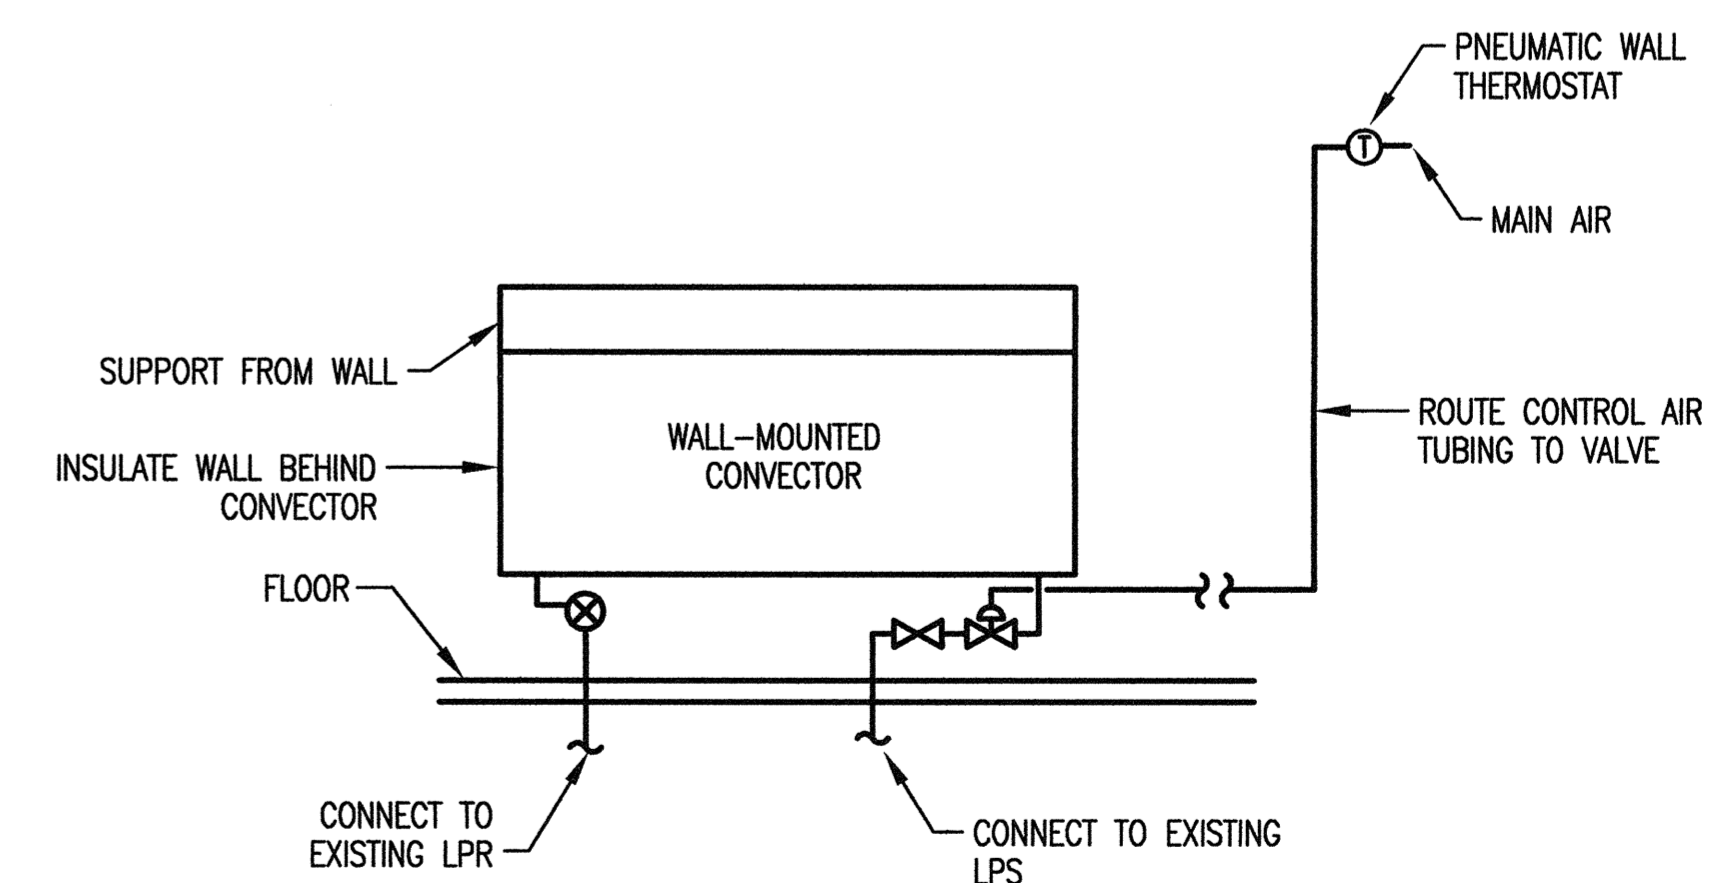 PNEUMATIC WALL
THERMOSTAT
T
MAIN AIR
SUPPORT FROM WALL
WALL-MOUNTED
CONVECTOR
ROUTE CONTROL AIR
TUBING TO VALVE
INSULATE WALL BEHIND
CONVECTOR
FLOOR
CONNECT TO
EXISTING LPR
CONNECT TO EXISTING
LPS